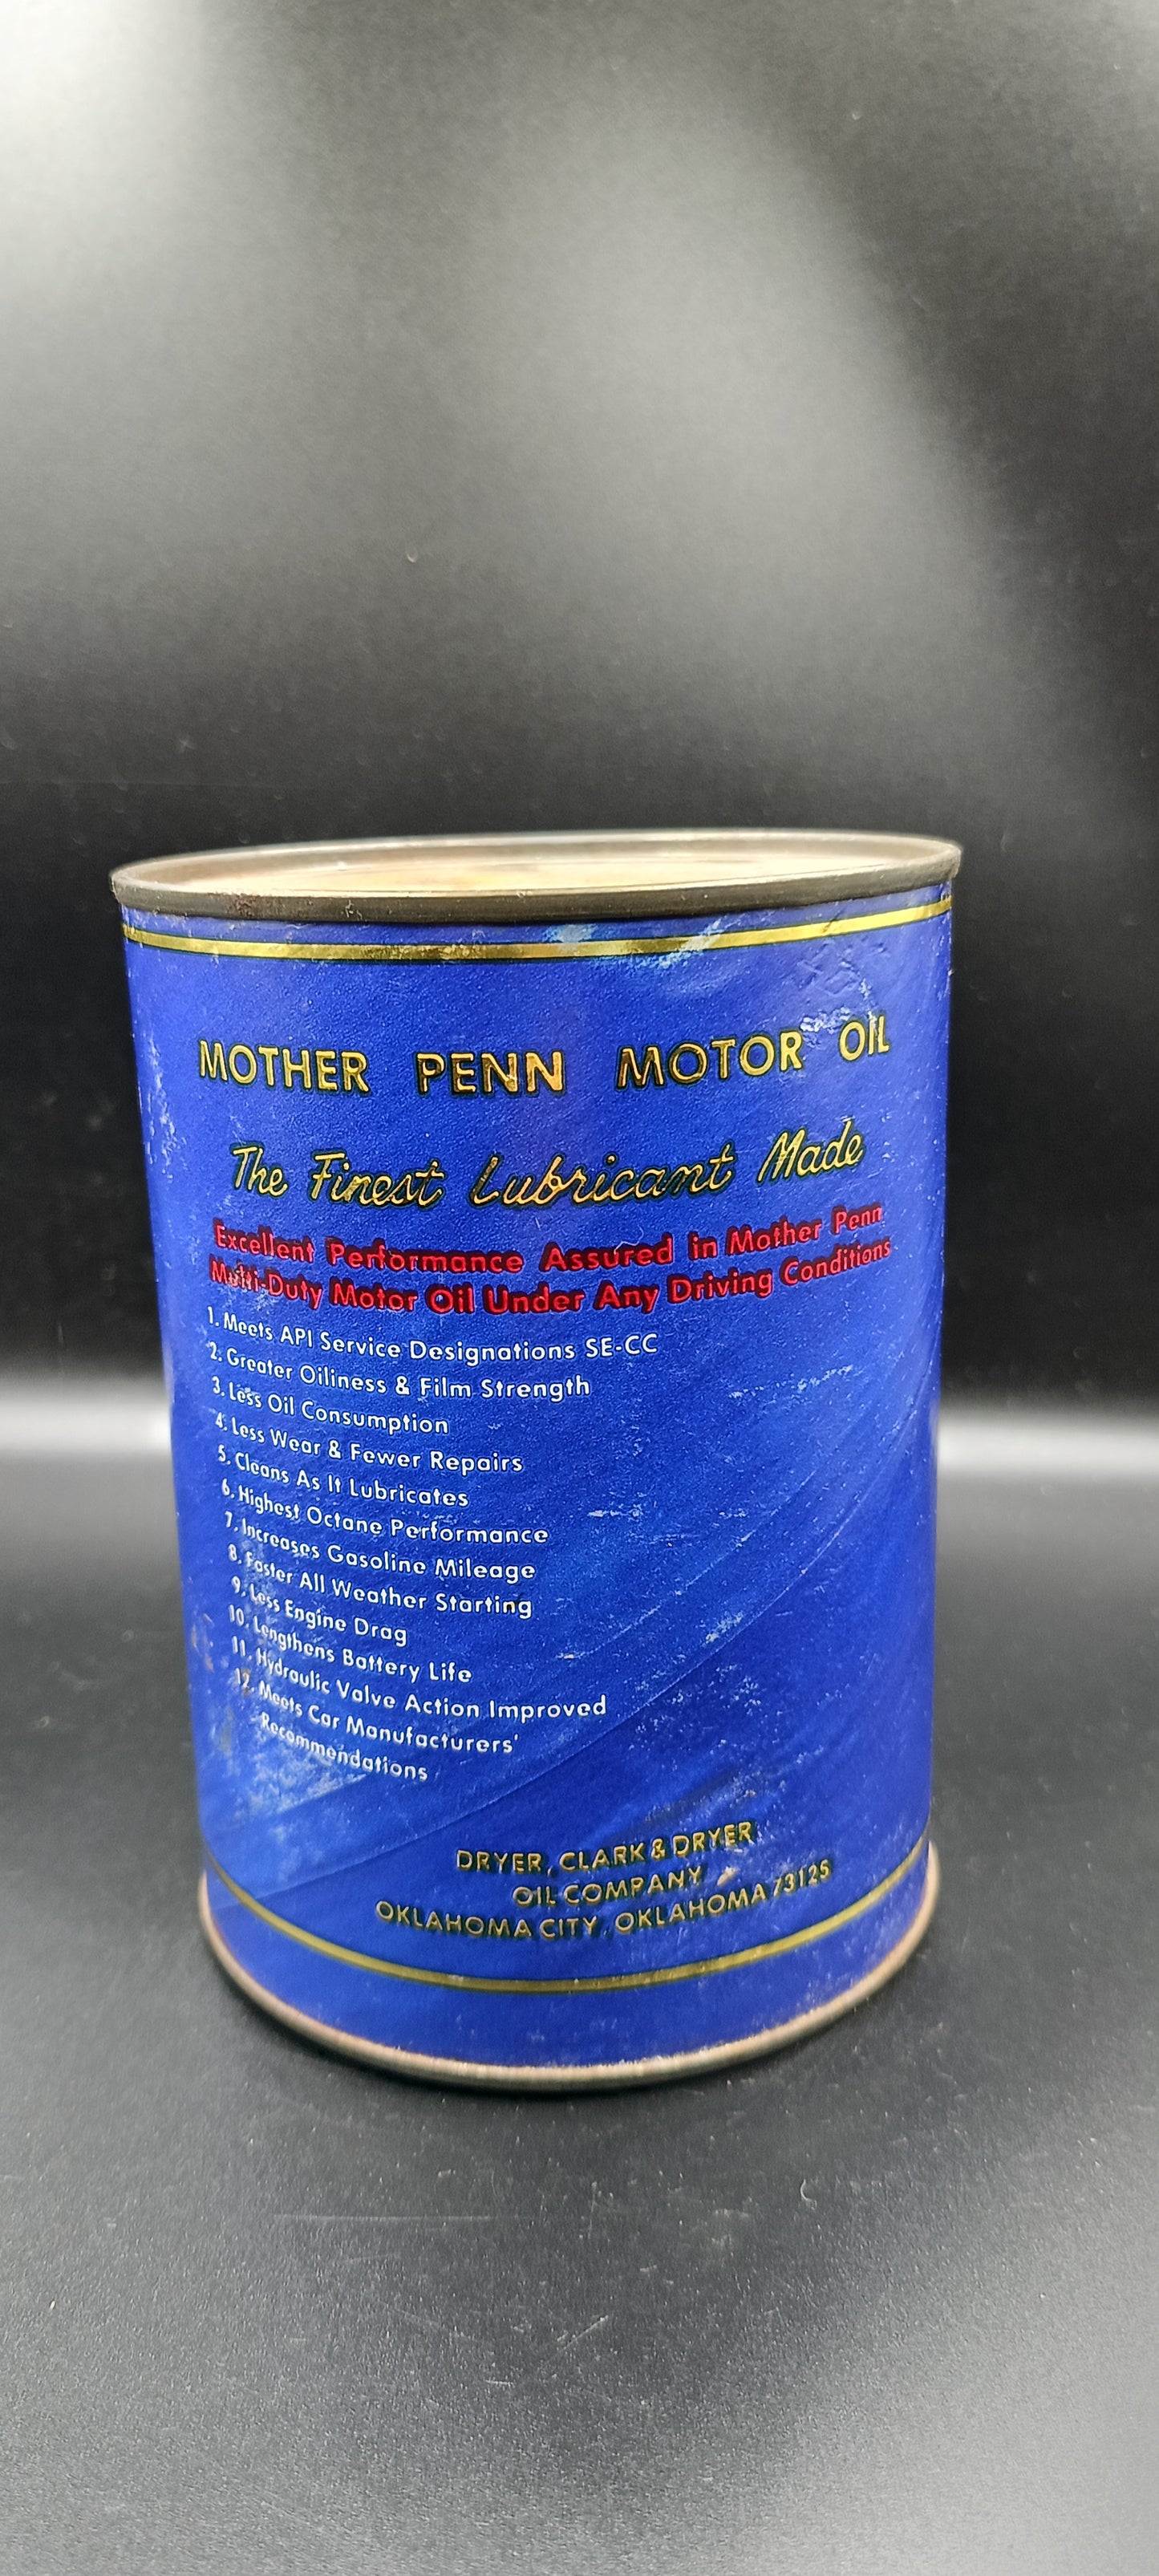 MOTHER PENN MOTOR OIL
The Finest Lubricant Made
Excellent Performance Assured in Mother Penn
Multi-Duty Motor Oil Under Any Driving Conditions
1. Meets API Service Designations SE-CC
2. Greater Oiliness & Film Strength
3. Less Oil Consumption
4. Less Wear & Fewer Repairs
5. Cleans As It Lubricates
6. Highest Octane Performance
7. Increases Gasoline Mileage
8. Faster All Weather Starting
9. Less Engine Drag
10. Lengthens Battery Life
11. Hydraulic Valve Action Improved
12. Meets Car Manufacturers'
Recommendations
DRYER, CLARK & DRYER
OIL COMPANY
OKLAHOMA CITY, OKLAHOMA 73125